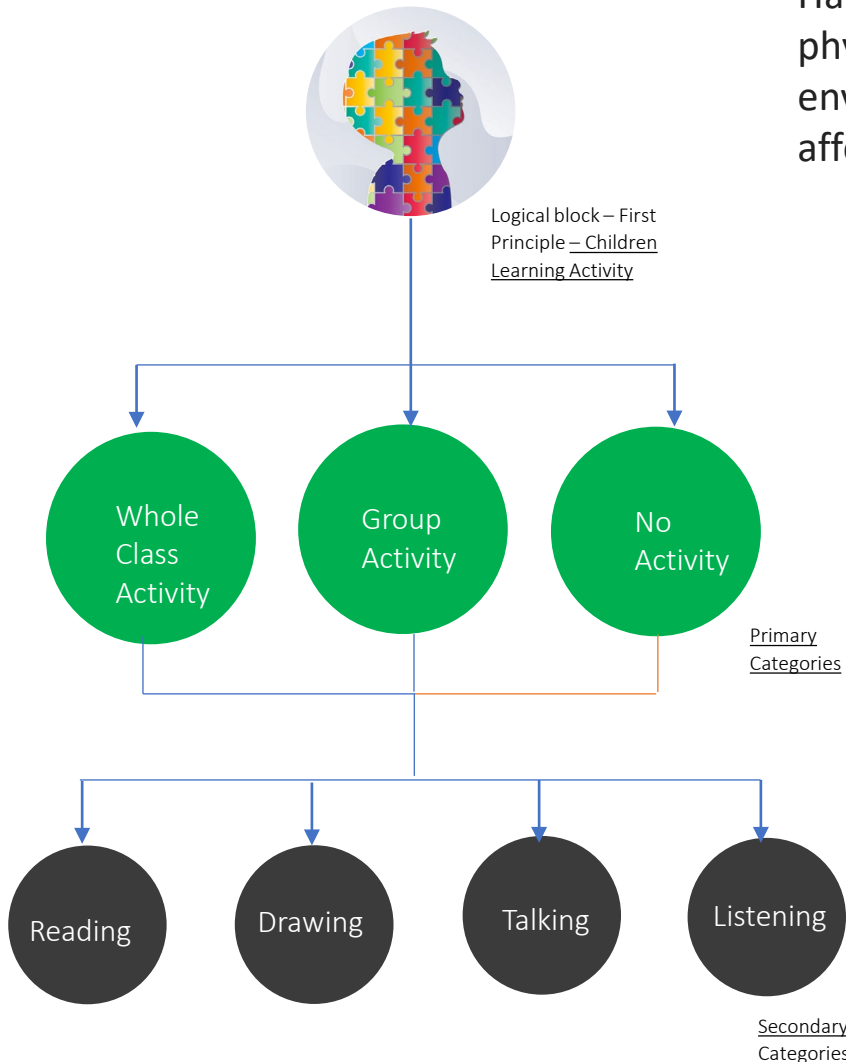 Logical block – First
Principle – Children
Learning Activity
Whole
Class
Activity
Group
Activity
No
Activity
Primary
Categories
Reading
Drawing
Talking
Listening
Secondary
Categories